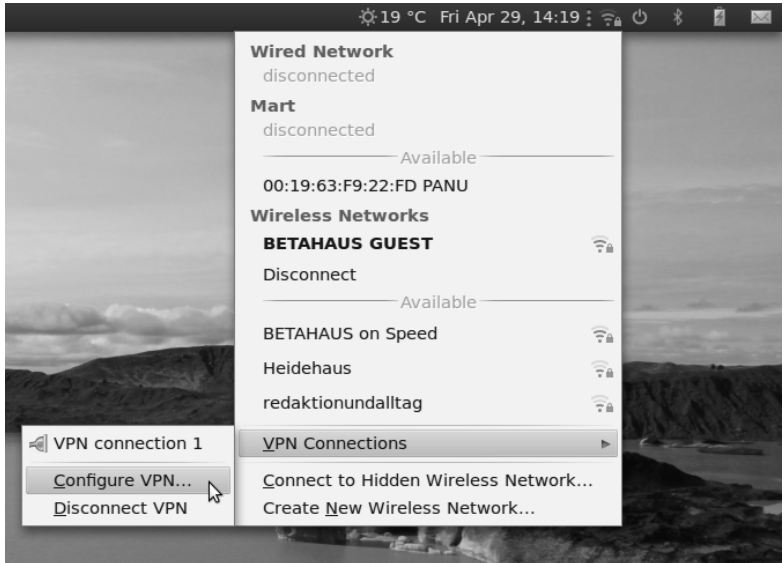 19 °C Fri Apr 29, 14:19
Wired Network
disconnected
Mart
disconnected
Available
00:19:63:F9:22:FD PANU
Wireless Networks
BETAHAUS GUEST
Disconnect
Available
BETAHAUS on Speed
Heidehaus
redaktionundalltag
VPN Connections
Connect to Hidden Wireless Network...
Create New Wireless Network...
VPN connection 1
Configure VPN...
Disconnect VPN